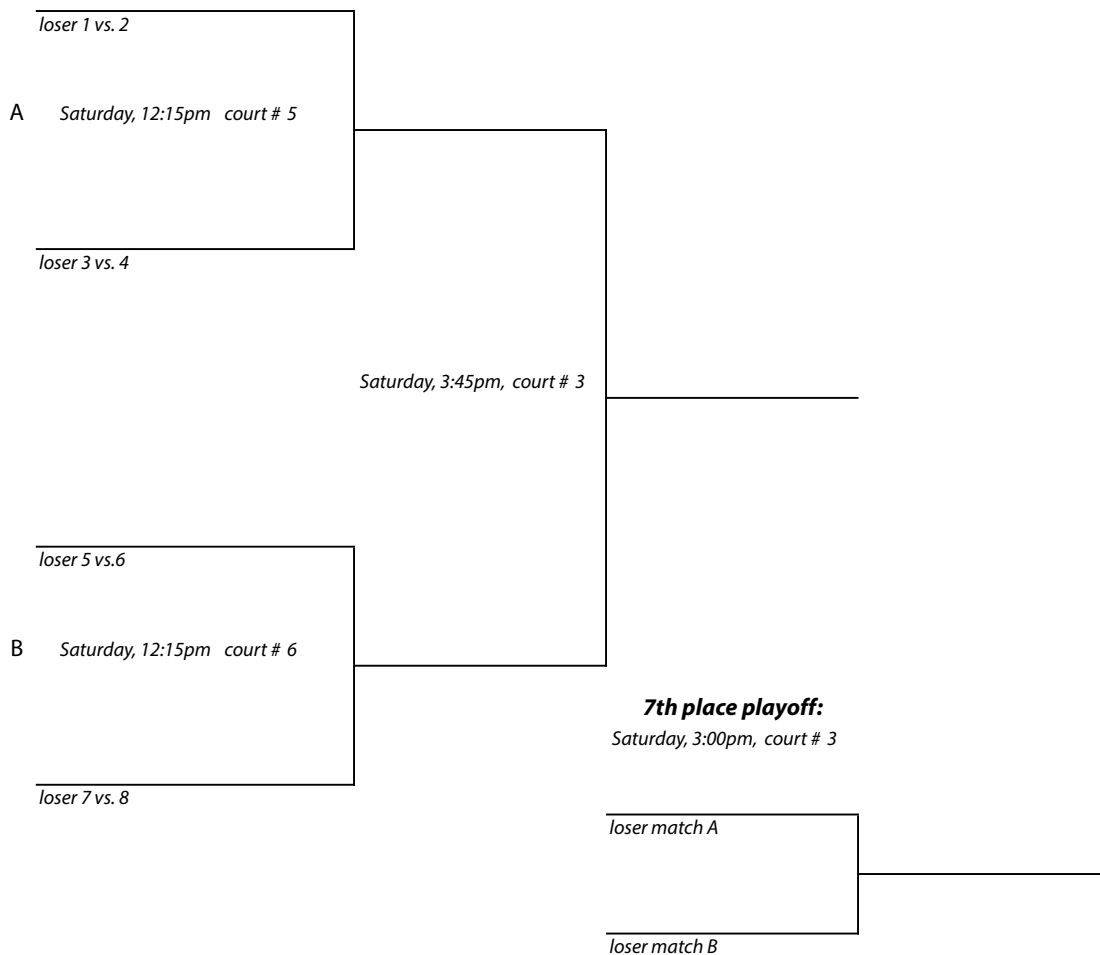 loser 1 vs. 2
A Saturday, 12:15pm court # 5
loser 3 vs. 4
Saturday, 3:45pm, court # 3
loser 5 vs.6
B Saturday, 12:15pm court # 6
7th place playoff:
Saturday, 3:00pm, court # 3
loser 7 vs. 8
loser match A
loser match B